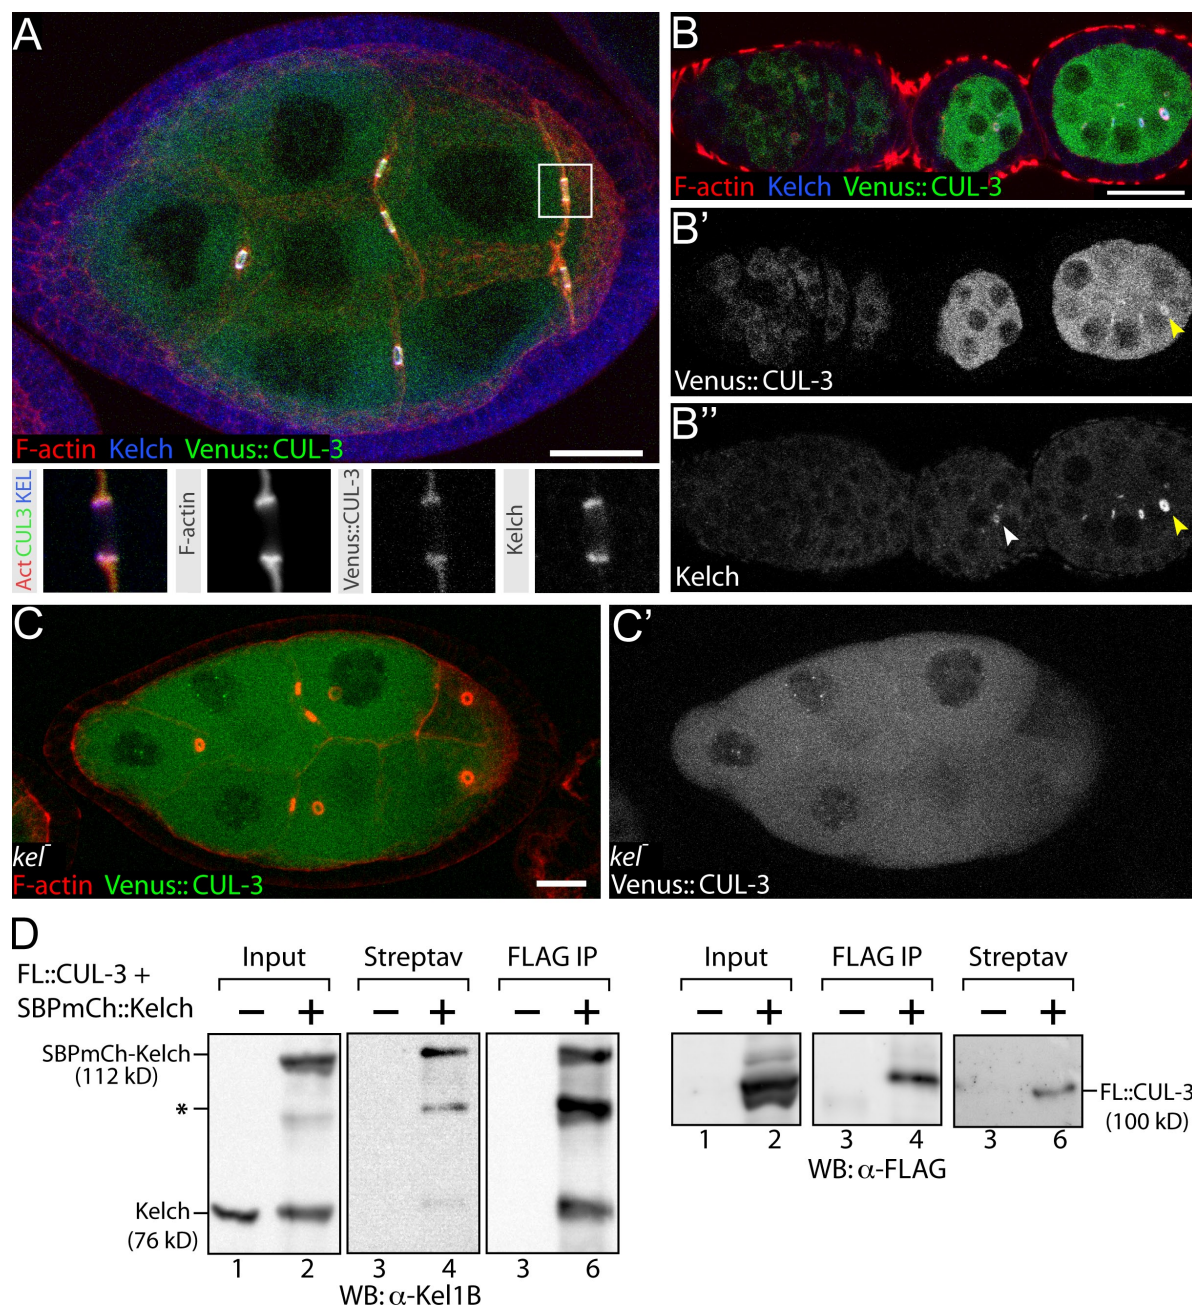 A
F-actin Kelch Venus::CUL-3
Act CUL3 KEL
F-actin
Venus::CUL-3
Kelch
B
F-actin Kelch Venus::CUL-3
B'
Venus::CUL-3
B"
Kelch
C
kel⁻
F-actin Venus::CUL-3
C'
kel⁻
Venus::CUL-3
D
FL::CUL-3 +
SBPmCh::Kelch
Input Streptav FLAG IP
− + − + − +
SBPmCh-Kelch
(112 kD)
*
Kelch
(76 kD)
1 2 3 4 3 6
WB: α-Kel1B
Input FLAG IP Streptav
− + − + − +
FL::CUL-3
(100 kD)
1 2 3 4 3 6
WB: α-FLAG